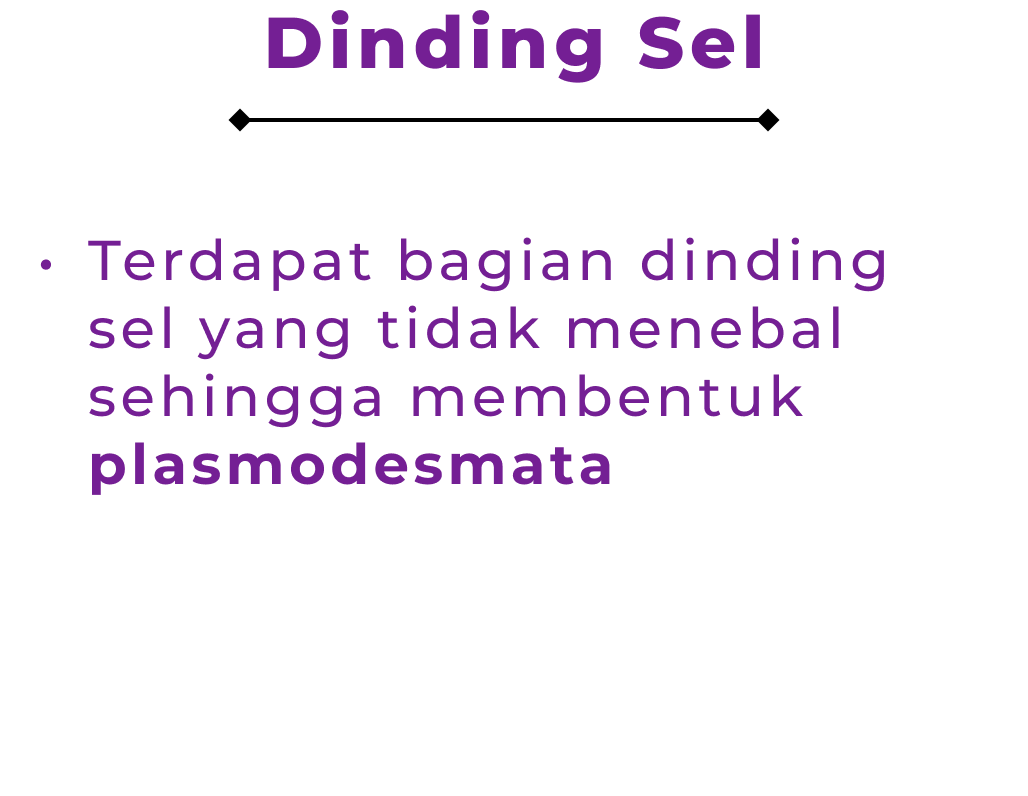 Dinding Sel
• Terdapat bagian dinding
sel yang tidak menebal
sehingga membentuk
plasmodesmata